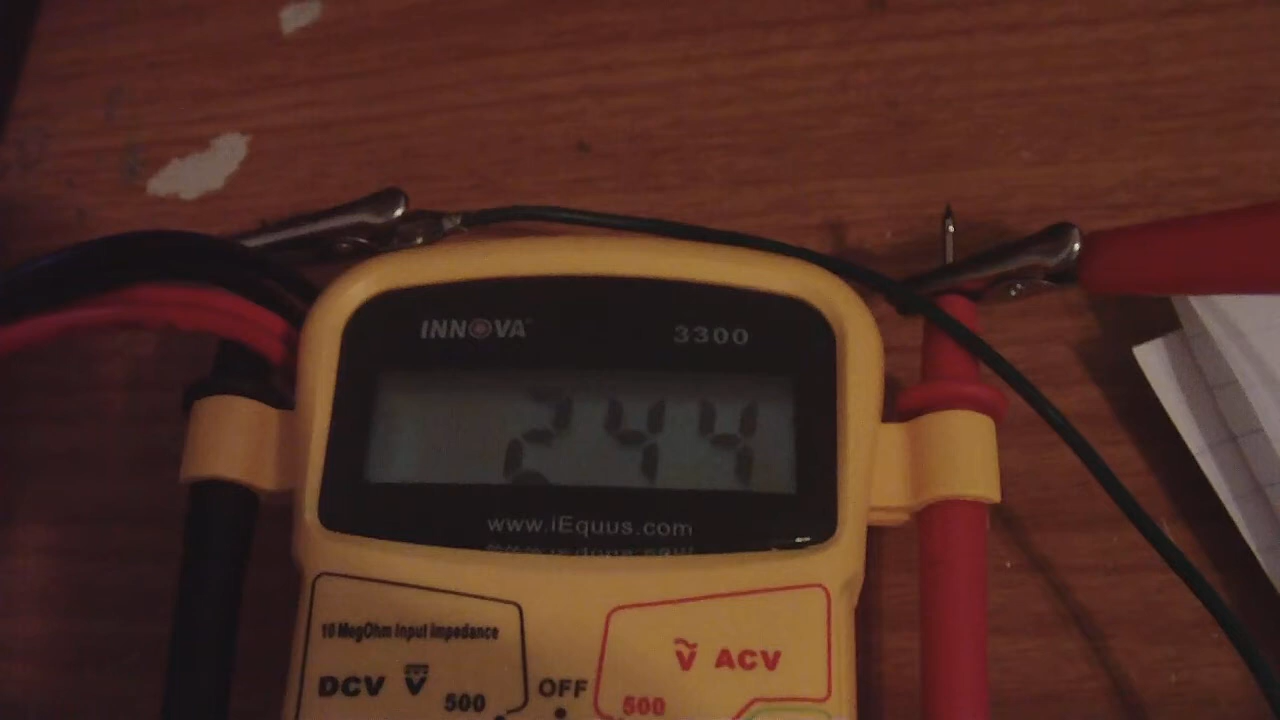 INNOVA 3300
244
www.iEquus.com
10 MegOhm Input Impedance
DCV V 500
OFF
V ACV
500